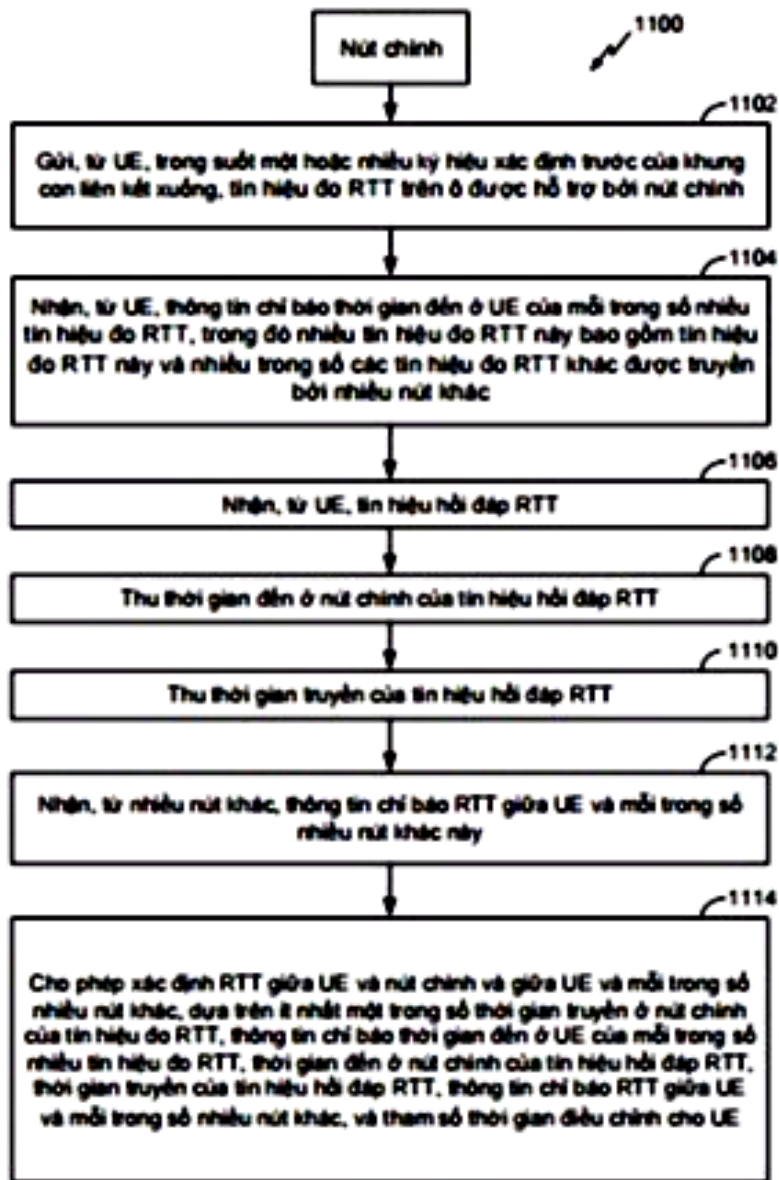 Nút chính
1100
1102
Gửi, từ UE, trong suốt một hoặc nhiều ký hiệu xác định trước của khung
con liên kết xuống, tín hiệu đo RTT trên ô được hỗ trợ bởi nút chính
1104
Nhận, từ UE, thông tin chỉ báo thời gian đến ở UE của mỗi trong số nhiều
tín hiệu đo RTT, trong đó nhiều tín hiệu đo RTT này bao gồm tín hiệu
đo RTT này và nhiều trong số các tín hiệu đo RTT khác được truyền
bởi nhiều nút khác
1106
Nhận, từ UE, tín hiệu hồi đáp RTT
1108
Thu thời gian đến ở nút chính của tín hiệu hồi đáp RTT
1110
Thu thời gian truyền của tín hiệu hồi đáp RTT
1112
Nhận, từ nhiều nút khác, thông tin chỉ báo RTT giữa UE và mỗi trong số
nhiều nút khác này
1114
Cho phép xác định RTT giữa UE và nút chính và giữa UE và mỗi trong số
nhiều nút khác, dựa trên ít nhất một trong số thời gian truyền ở nút chính
của tín hiệu đo RTT, thông tin chỉ báo thời gian đến ở UE của mỗi trong số
nhiều tín hiệu đo RTT, thời gian đến ở nút chính của tín hiệu hồi đáp RTT,
thời gian truyền của tín hiệu hồi đáp RTT, thông tin chỉ báo RTT giữa UE
và mỗi trong số nhiều nút khác, và tham số thời gian điều chỉnh cho UE